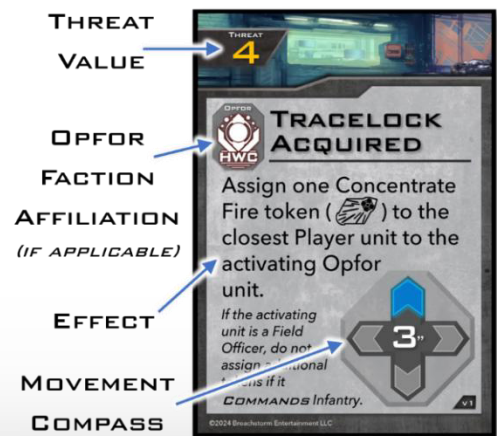 THREAT
VALUE
OPFOR
FACTION
AFFILIATION
(IF APPLICABLE)
EFFECT
MOVEMENT
COMPASS
THREAT
4
OPFOR
HWC
TRACELOCK
ACQUIRED
Assign one Concentrate
Fire token ( ) to the
closest Player unit to the
activating Opfor
unit.
If the activating
unit is a Field
Officer, do not
assign additional
tokens if it
COMMANDS Infantry.
3"
V1
©2024 Breachstorm Entertainment LLC